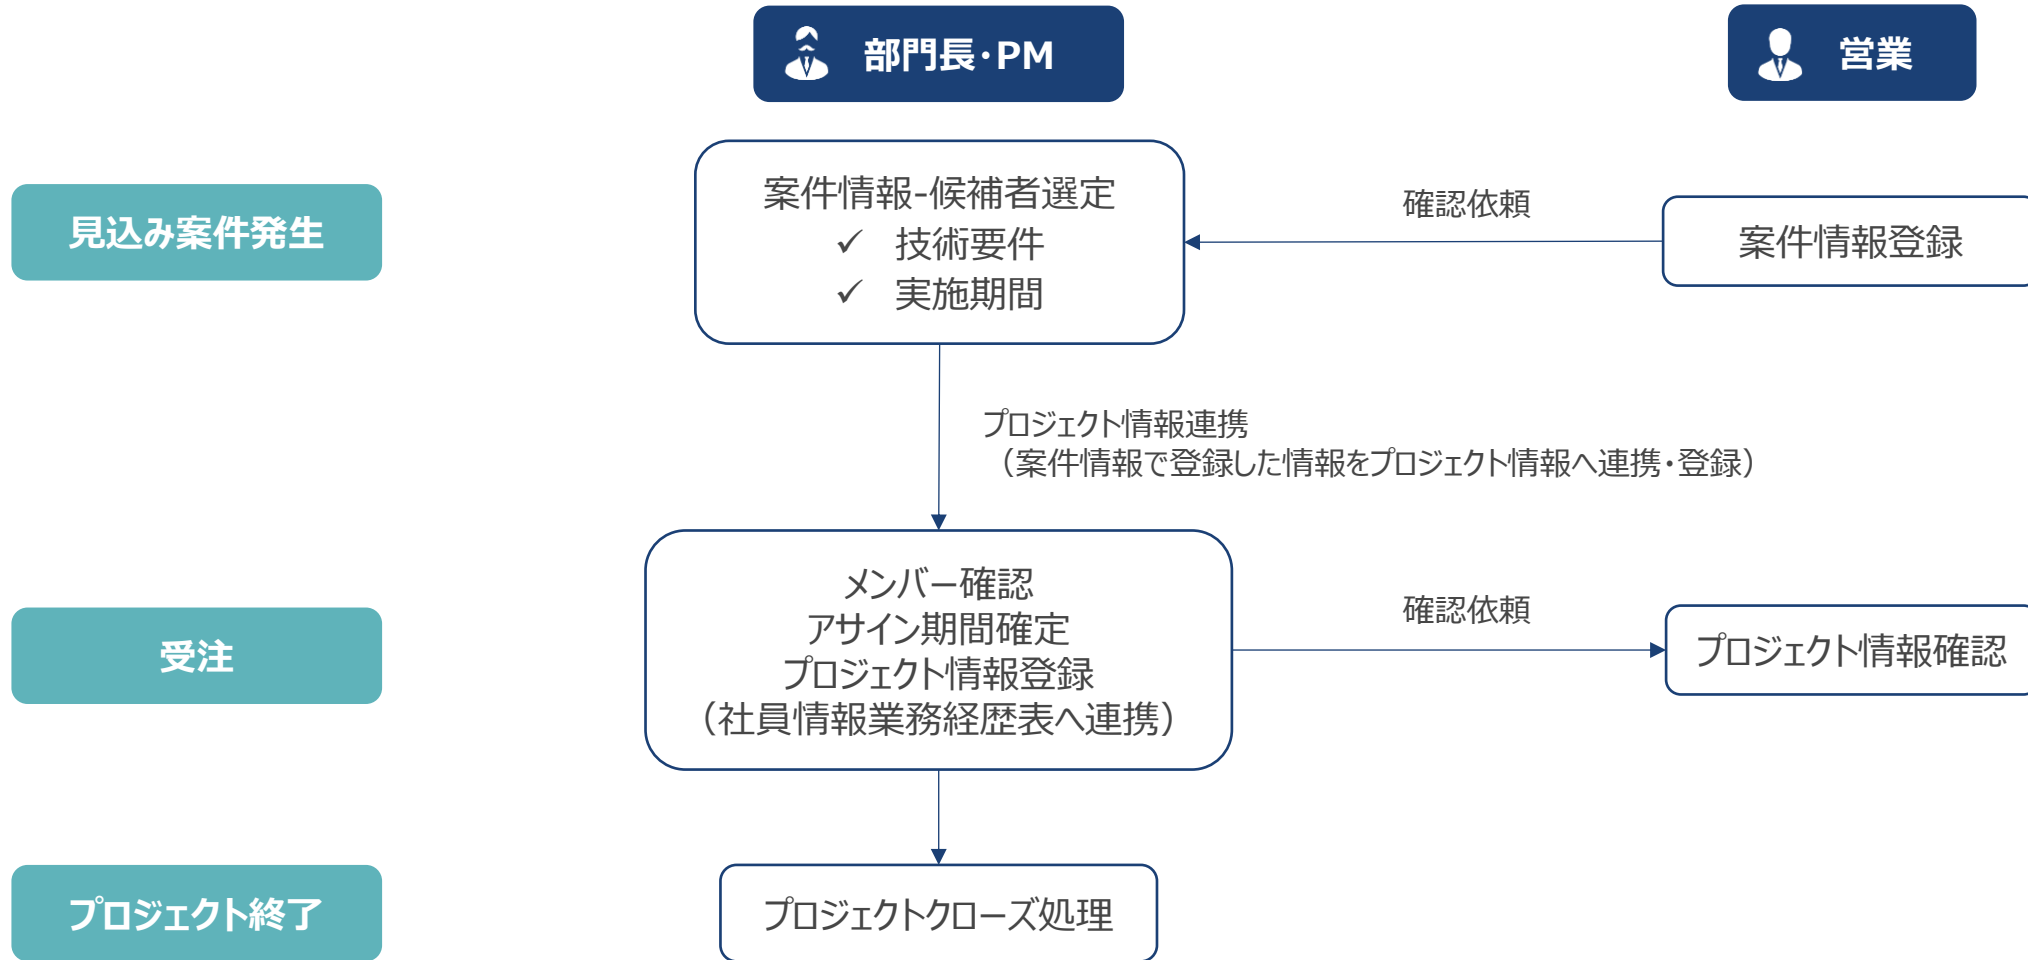 部門長・PM
営業
見込み案件発生
案件情報-候補者選定
✓ 技術要件
✓ 実施期間
確認依頼
案件情報登録
プロジェクト情報連携
（案件情報で登録した情報をプロジェクト情報へ連携・登録）
受注
メンバー確認
アサイン期間確定
プロジェクト情報登録
（社員情報業務経歴表へ連携）
確認依頼
プロジェクト情報確認
プロジェクト終了
プロジェクトクローズ処理